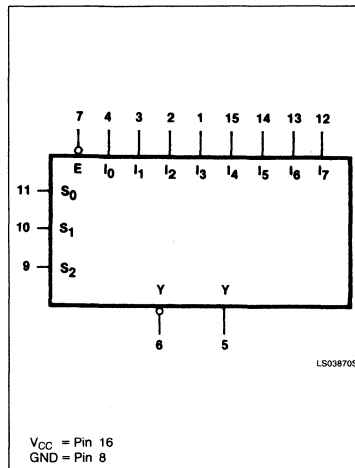 7 4 3 2 1 15 14 13 12
E I0 I1 I2 I3 I4 I5 I6 I7
11 S0
10 S1
9 S2
Y Y
6 5
LS03870S
VCC = Pin 16
GND = Pin 8